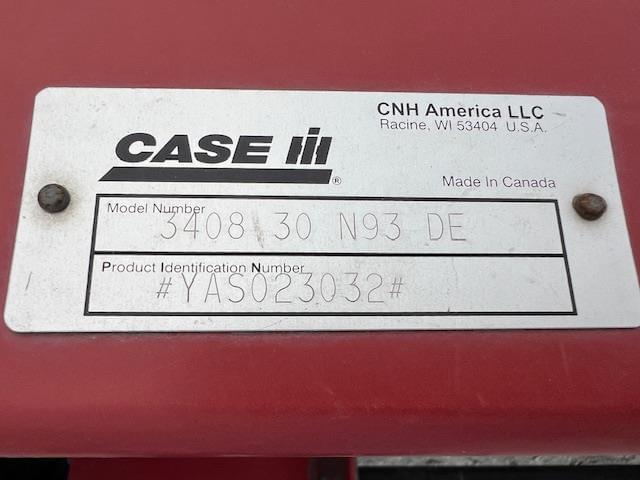 CNH America LLC
Racine, WI 53404 U.S.A.
CASE IH ®
Made In Canada
Model Number
3408 30 N93 DE
Product Identification Number
#YAS023032#